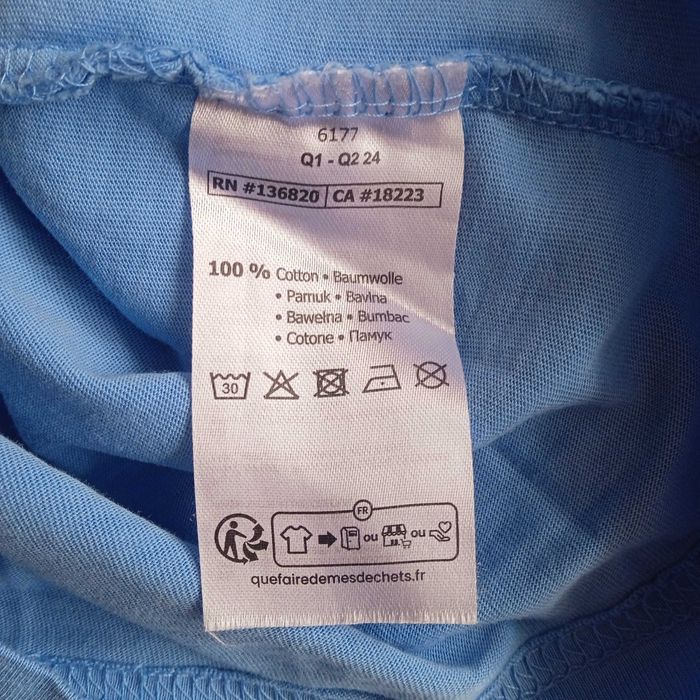 6177
Q1 - Q2 24
RN #136820 CA #18223
100 % Cotton • Baumwolle
• Pamuk • Bavlna
• Bawełna • Bumbac
• Cotone • Памук
30
FR
ou ou
quefairedemesdechets.fr